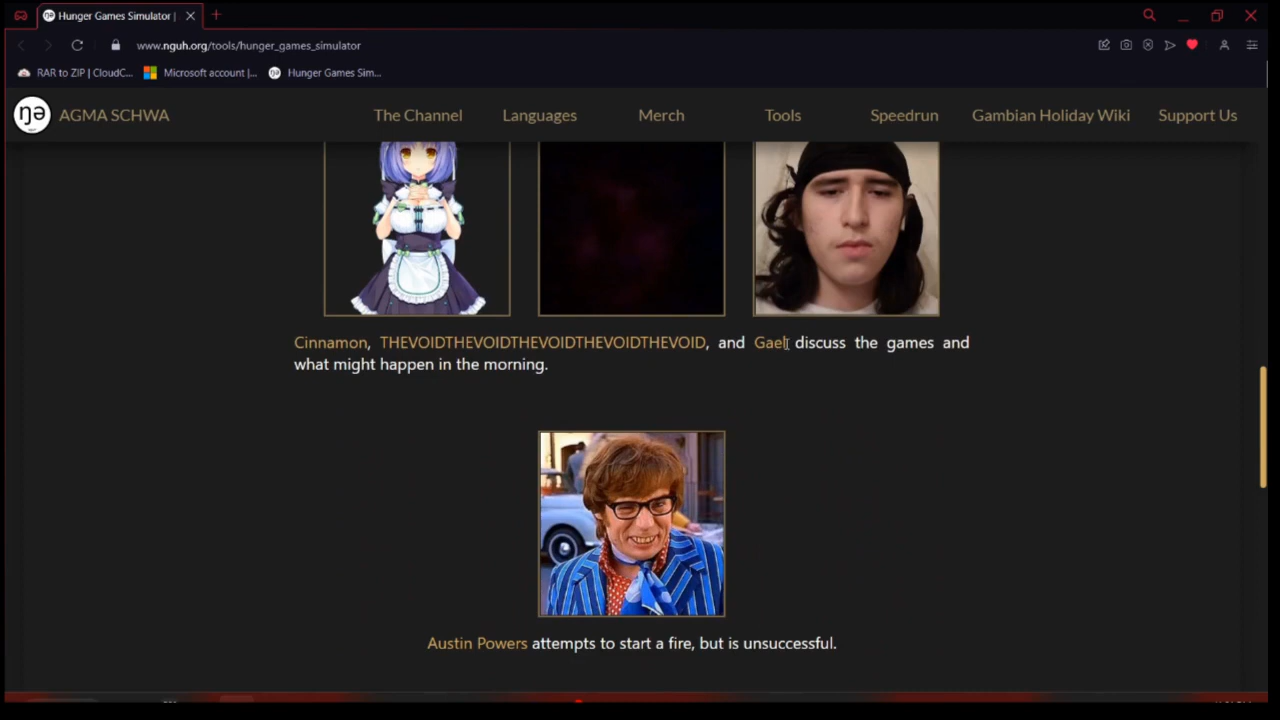 Hunger Games Simulator |
www.nguh.org/tools/hunger_games_simulator
RAR to ZIP | CloudC... Microsoft account |... Hunger Games Sim...
ŋə AGMA SCHWA The Channel Languages Merch Tools Speedrun Gambian Holiday Wiki Support Us
Cinnamon, THEVOIDTHEVOIDTHEVOIDTHEVOIDTHEVOID, and Gael discuss the games and
what might happen in the morning.
Austin Powers attempts to start a fire, but is unsuccessful.